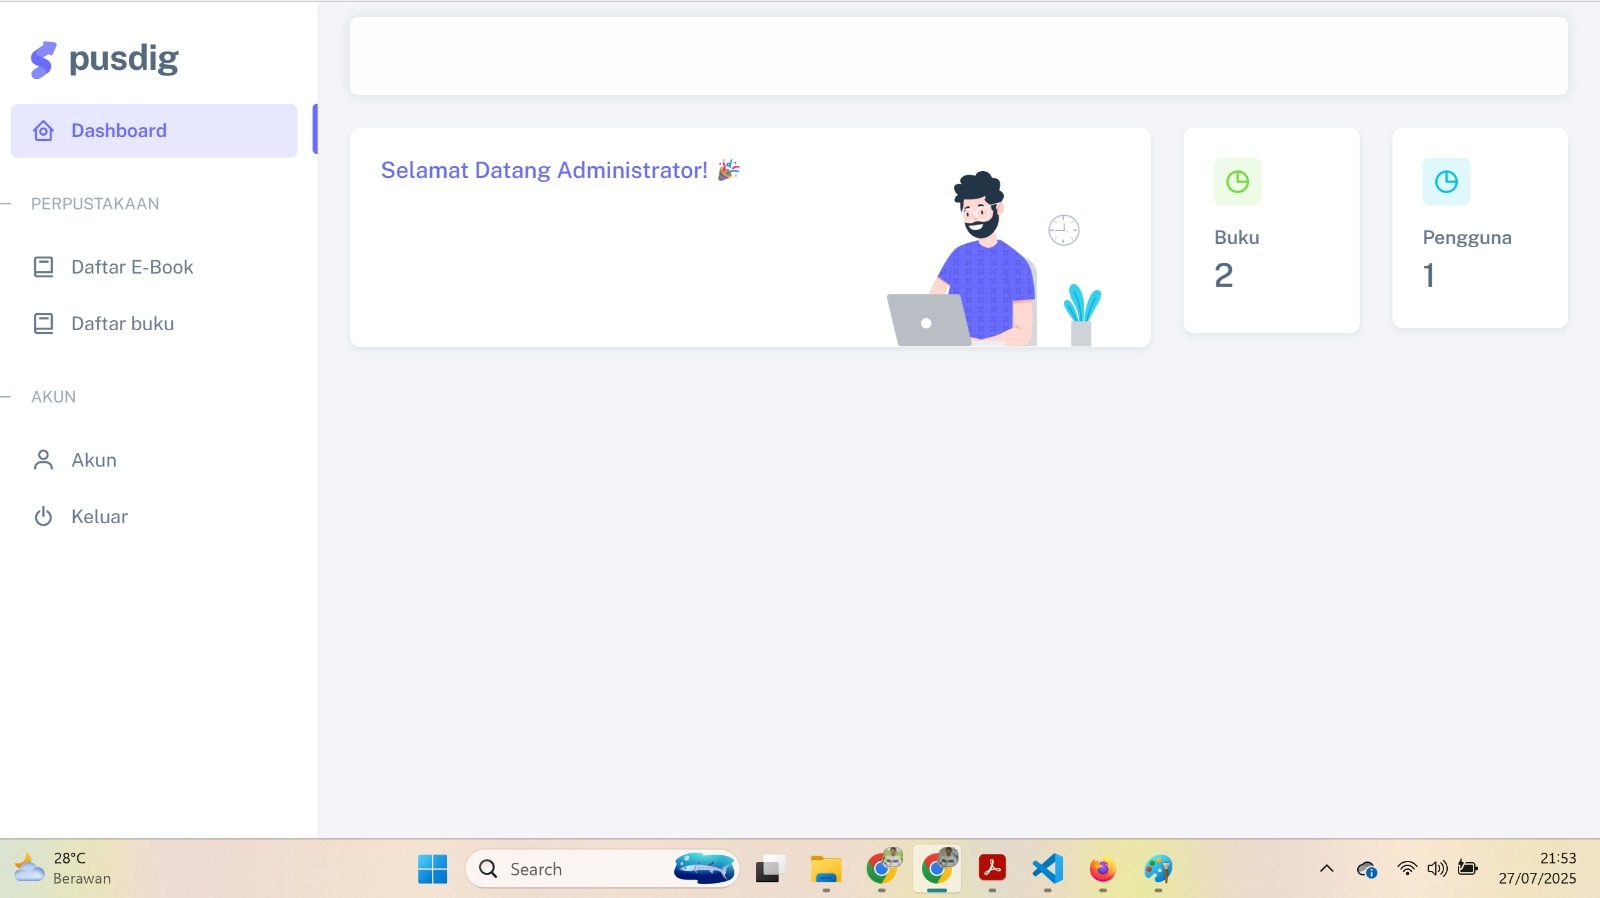 pusdig
Dashboard
PERPUSTAKAAN
Daftar E-Book
Daftar buku
AKUN
Akun
Keluar
Selamat Datang Administrator! 🎉
Buku
2
Pengguna
1
28°C
Berawan
Search
21:53
27/07/2025